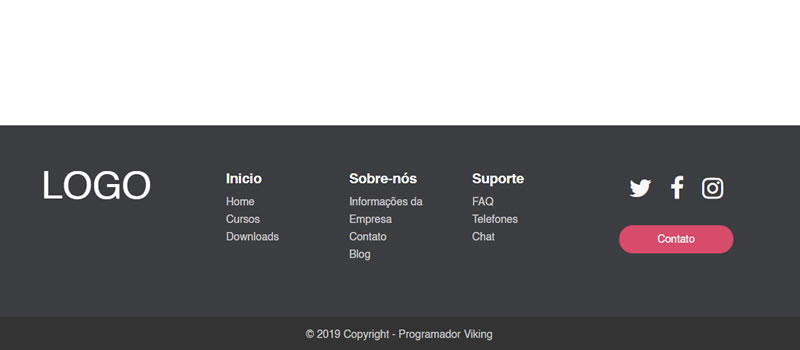 LOGO
Inicio
Home
Cursos
Downloads
Sobre-nós
Informações da
Empresa
Contato
Blog
Suporte
FAQ
Telefones
Chat
Contato
© 2019 Copyright - Programador Viking